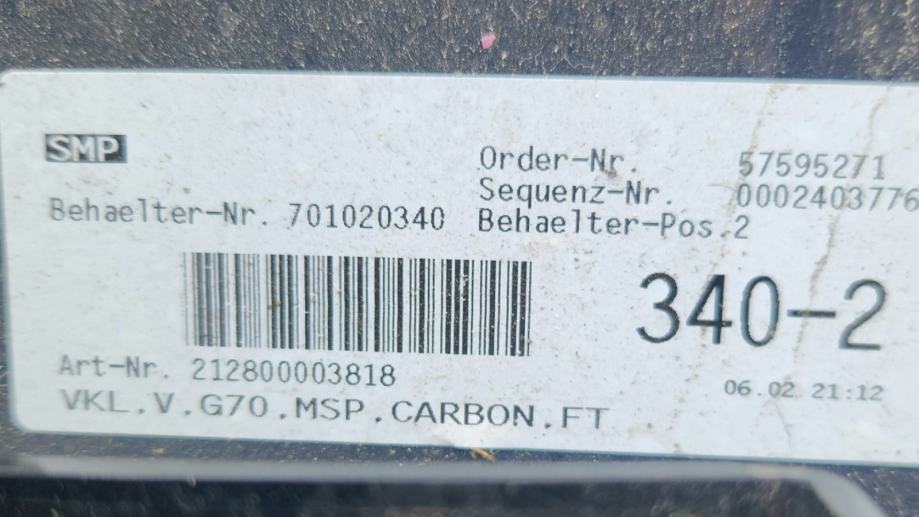 SMP
Order-Nr. 57595271
Sequenz-Nr. 0002403776
Behaelter-Nr. 701020340 Behaelter-Pos.2
340-2
Art-Nr. 212800003818
06.02 21:12
VKL.V.G70.MSP.CARBON.FT